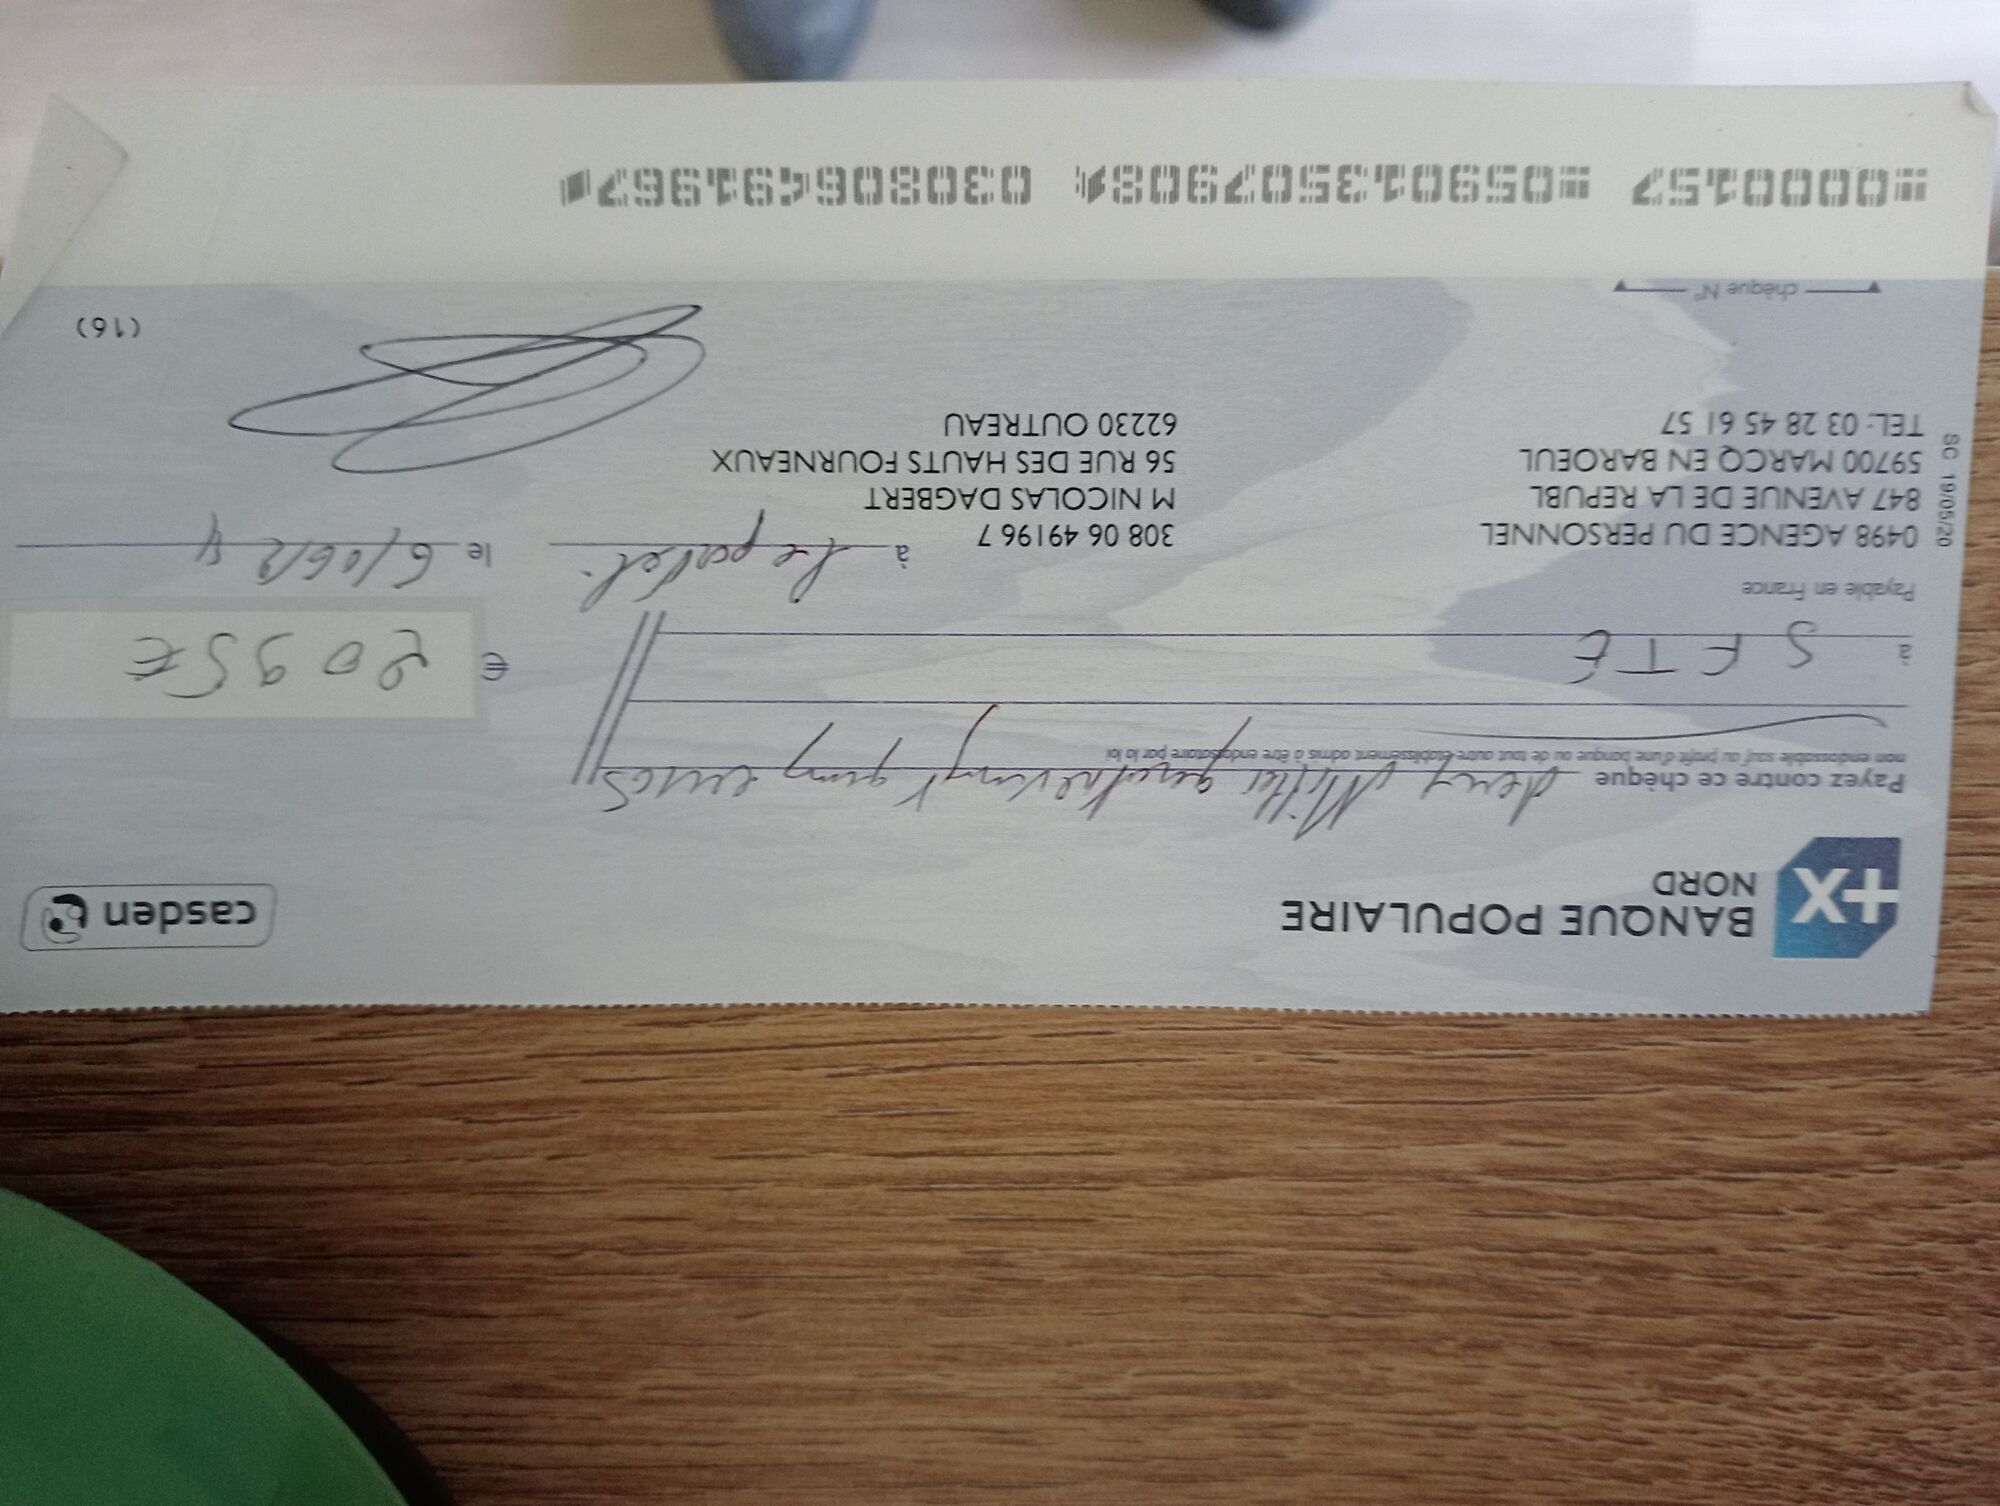 BANQUE POPULAIRE
NORD
casden
Payez contre ce chèque deux Mille quatrevingt quinz euros
non endossable sauf au profit d'une banque ou de tout autre établissement admis à être endossataire par la loi
à S F T E
€ 2095 €
Payable en France
à Le portel. le 6/06/24
0498 AGENCE DU PERSONNEL
847 AVENUE DE LA REPUBL
59700 MARCQ EN BAROEUL
TEL: 03 28 45 61 57
SC 19/05/20
308 06 49196 7
M NICOLAS DAGBERT
56 RUE DES HAUTS FOURNEAUX
62230 OUTREAU
(16)
chèque N°
0000157 059013507908 030806491967